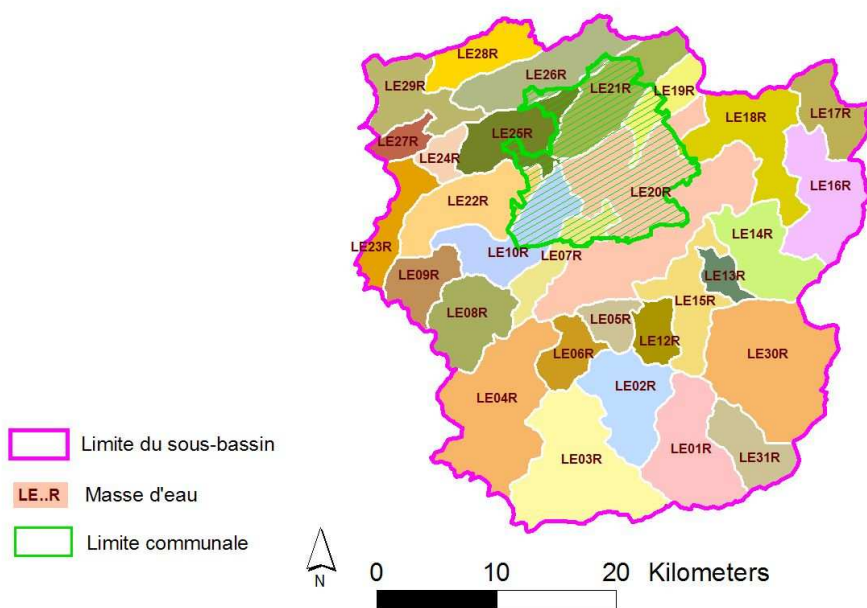 LE28R
LE26R
LE29R
LE21R
LE19R
LE18R
LE17R
LE25R
LE27R
LE24R
LE16R
LE20R
LE22R
LE14R
LE23R
LE10R
LE07R
LE09R
LE13R
LE15R
LE08R
LE05R
LE12R
LE06R
LE30R
LE02R
LE04R
LE03R
LE01R
LE31R
Limite du sous-bassin
LE..R Masse d'eau
Limite communale
N
0 10 20 Kilometers